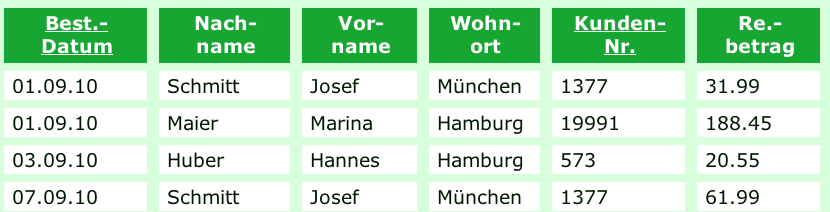 Best.- Nach- Vor- Wohn- Kunden- Re.-
Datum name name ort Nr. betrag
01.09.10 Schmitt Josef München 1377 31.99
01.09.10 Maier Marina Hamburg 19991 188.45
03.09.10 Huber Hannes Hamburg 573 20.55
07.09.10 Schmitt Josef München 1377 61.99